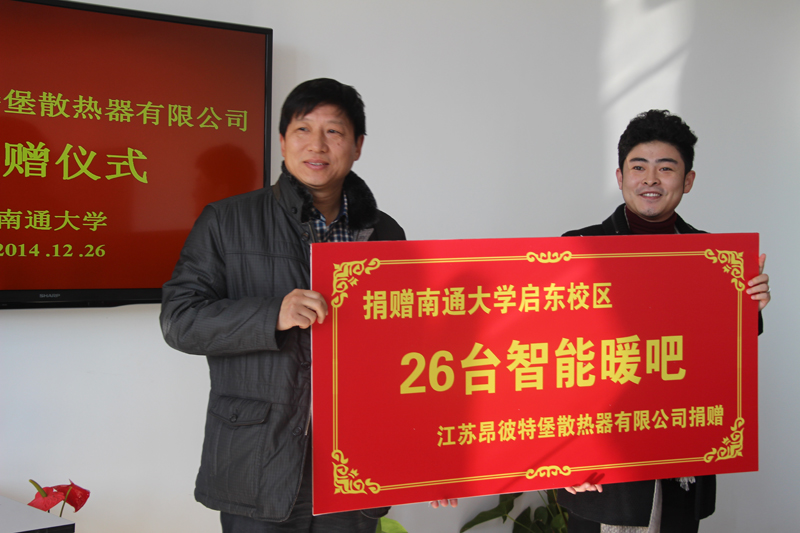 堡散热器有限公司
赠仪式
南通大学
2014.12.26
SHARP
捐赠南通大学启东校区
26台智能暖吧
江苏昂彼特堡散热器有限公司捐赠